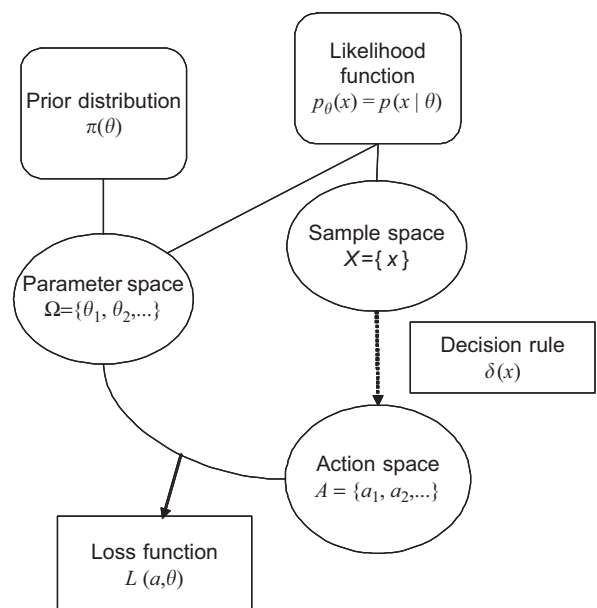 Likelihood
function
pθ(x) = p(x | θ)
Prior distribution
π(θ)
Sample space
X={ x }
Parameter space
Ω={θ1, θ2,...}
Decision rule
δ(x)
Action space
A = {a1, a2,...}
Loss function
L (a,θ)